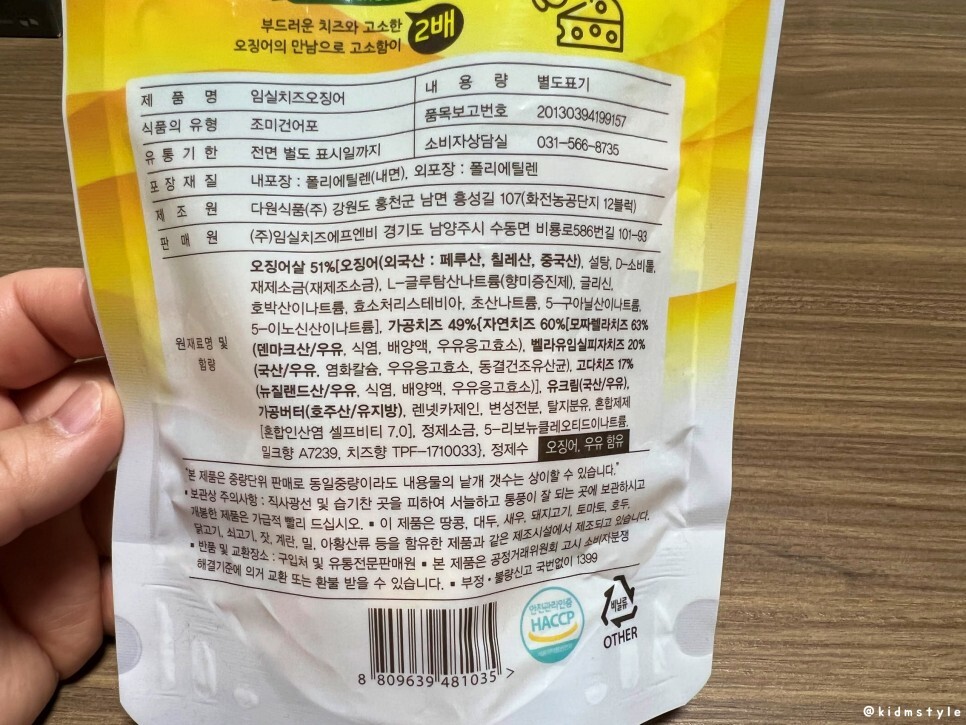 부드러운 치즈와 고소한
오징어의 만남으로 고소함이
2배
제 품 명 임실치즈오징어 내 용 량 별도표기
식품의 유형 조미건어포 품목보고번호 20130394199157
유통기한 전면 별도 표시일까지 소비자상담실 031-566-8735
포장재질 내포장 : 폴리에틸렌(내면), 외포장 : 폴리에틸렌
제 조 원 다원식품(주) 강원도 홍천군 남면 흥성길 107(화전농공단지 12블럭)
판 매 원 (주)임실치즈에프엔비 경기도 남양주시 수동면 비룡로586번길 101-93
원재료명 및
함량
오징어살 51%[오징어(외국산 : 페루산, 칠레산, 중국산), 설탕, D-소비톨,
재제소금(재제조소금), L-글루탐산나트륨(향미증진제), 글리신,
호박산이나트륨, 효소처리스테비아, 초산나트륨, 5-구아닐산이나트륨,
5-이노신산이나트륨], 가공치즈 49%{자연치즈 60%[모짜렐라치즈 63%
(덴마크산/우유, 식염, 배양액, 우유응고효소), 벨라유임실피자치즈 20%
(국산/우유, 염화칼슘, 우유응고효소, 동결건조유산균), 고다치즈 17%
(뉴질랜드산/우유, 식염, 배양액, 우유응고효소)], 유크림(국산/우유),
가공버터(호주산/유지방), 렌넷카제인, 변성전분, 탈지분유, 혼합제제
[혼합인산염 셀프비티 7.0], 정제소금, 5-리보뉴클레오티드이나트륨,
밀크향 A7239, 치즈향 TPF-1710033}, 정제수 오징어, 우유 함유
"본 제품은 중량단위 판매로 동일중량이라도 내용물의 낱개 갯수는 상이할 수 있습니다."
▪ 보관상 주의사항 : 직사광선 및 습기찬 곳을 피하여 서늘하고 통풍이 잘 되는 곳에 보관하시고
개봉한 제품은 가급적 빨리 드십시오. ▪ 이 제품은 땅콩, 대두, 새우, 돼지고기, 토마토, 호두,
닭고기, 쇠고기, 잣, 계란, 밀, 아황산류 등을 함유한 제품과 같은 제조시설에서 제조되고 있습니다.
▪ 반품 및 교환장소 : 구입처 및 유통전문판매원 ▪ 본 제품은 공정거래위원회 고시 소비자분쟁
해결기준에 의거 교환 또는 환불 받을 수 있습니다. ▪ 부정・불량신고 국번없이 1399
안전관리인증
HACCP
비닐류
OTHER
8 809639 481035 >
@kidmstyle